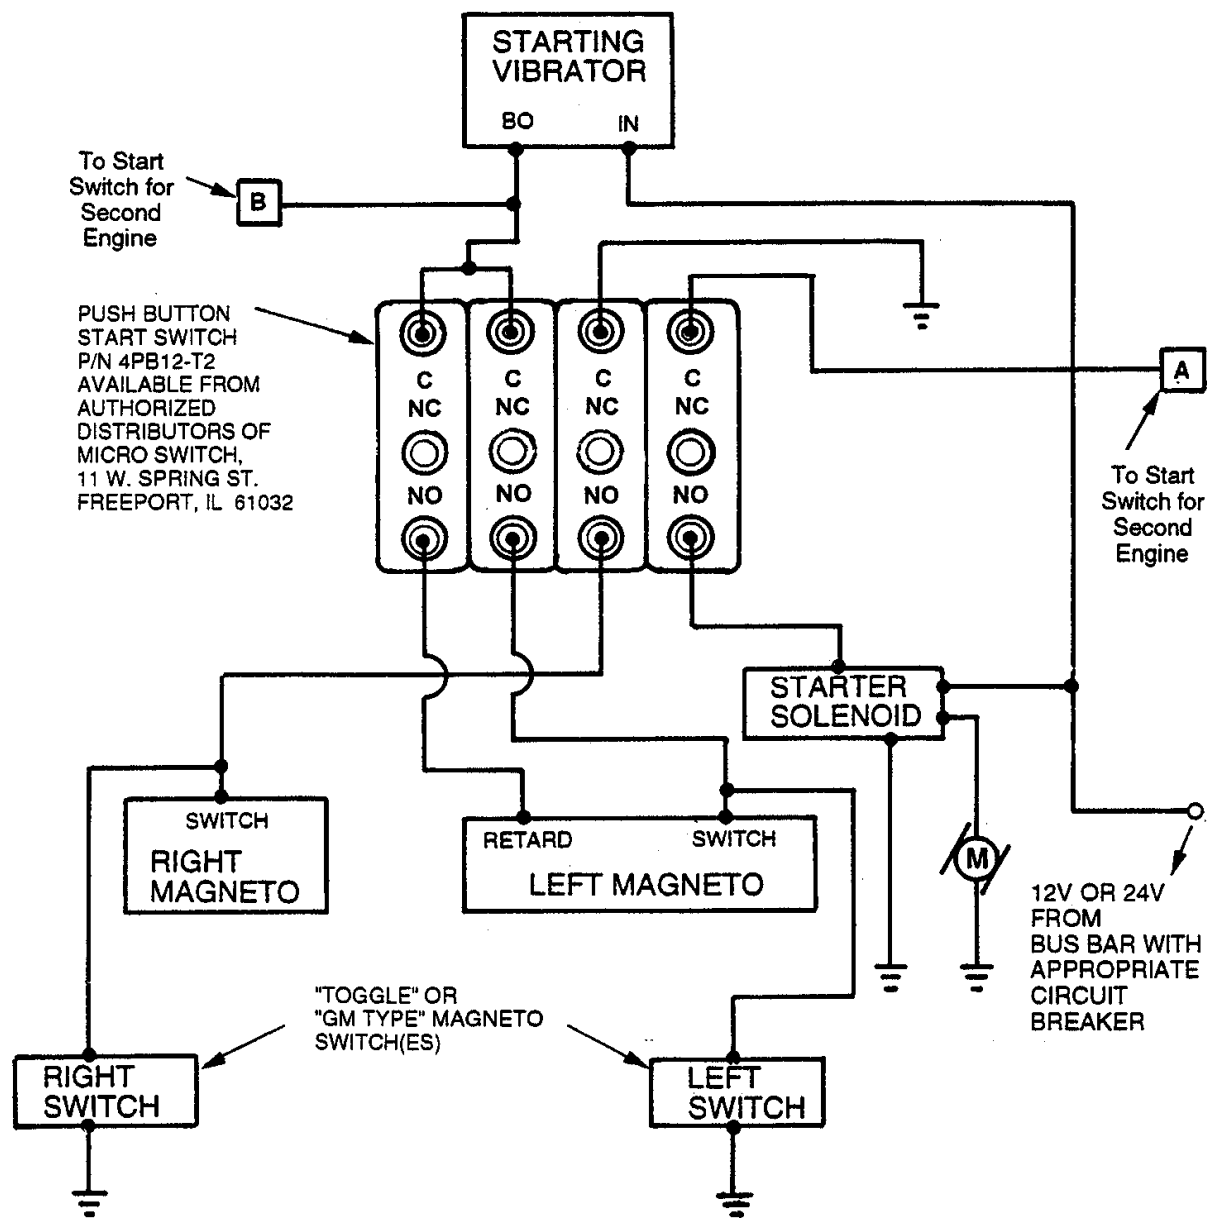 STARTING
VIBRATOR
BO IN
To Start
Switch for
Second
Engine
B
PUSH BUTTON
START SWITCH
P/N 4PB12-T2
AVAILABLE FROM
AUTHORIZED
DISTRIBUTORS OF
MICRO SWITCH,
11 W. SPRING ST.
FREEPORT, IL 61032
C C C C
NC NC NC NC
NO NO NO NO
A
To Start
Switch for
Second
Engine
STARTER
SOLENOID
SWITCH
RIGHT
MAGNETO
RETARD SWITCH
LEFT MAGNETO
M
12V OR 24V
FROM
BUS BAR WITH
APPROPRIATE
CIRCUIT
BREAKER
"TOGGLE" OR
"GM TYPE" MAGNETO
SWITCH(ES)
RIGHT
SWITCH
LEFT
SWITCH